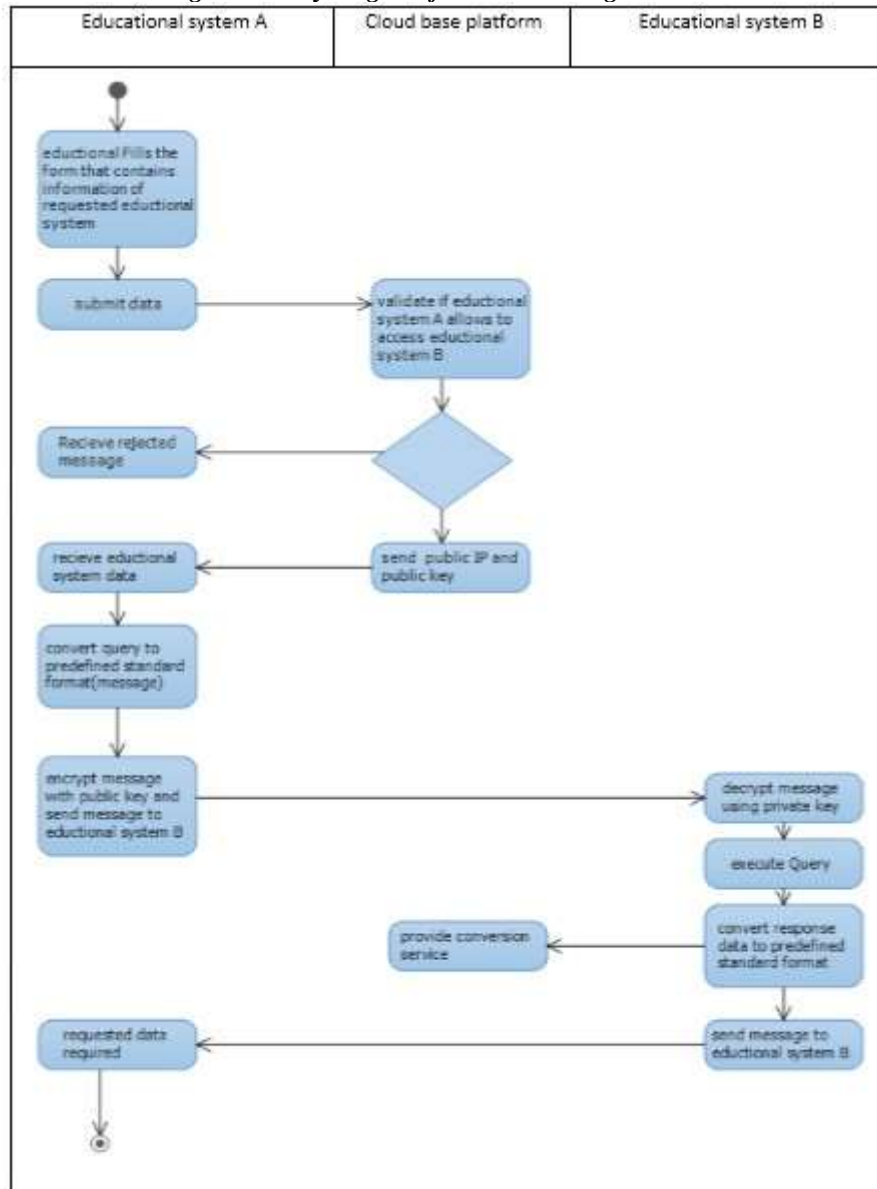 Educational system A
Cloud base platform
Educational system B
eductional Fills the
form that contains
information of
requested eductional
system
submit data
validate if eductional
system A allows to
access eductional
system B
Recieve rejected
message
recieve eductional
system data
send public IP and
public key
convert query to
predefined standard
format(message)
encrypt message
with public key and
send message to
eductional system B
decrypt message
using private key
execute Query
provide conversion
service
convert response
data to predefined
standard format
requested data
required
send message to
eductional system B